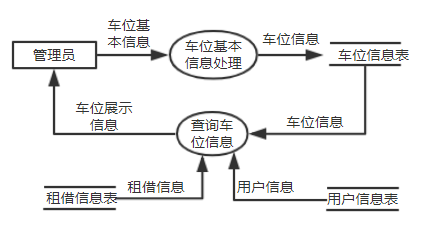 车位基
本信息
管理员
车位基本
信息处理
车位信息
车位信息表
车位展示
信息
查询车
位信息
车位信息
租借信息表
租借信息
用户信息
用户信息表